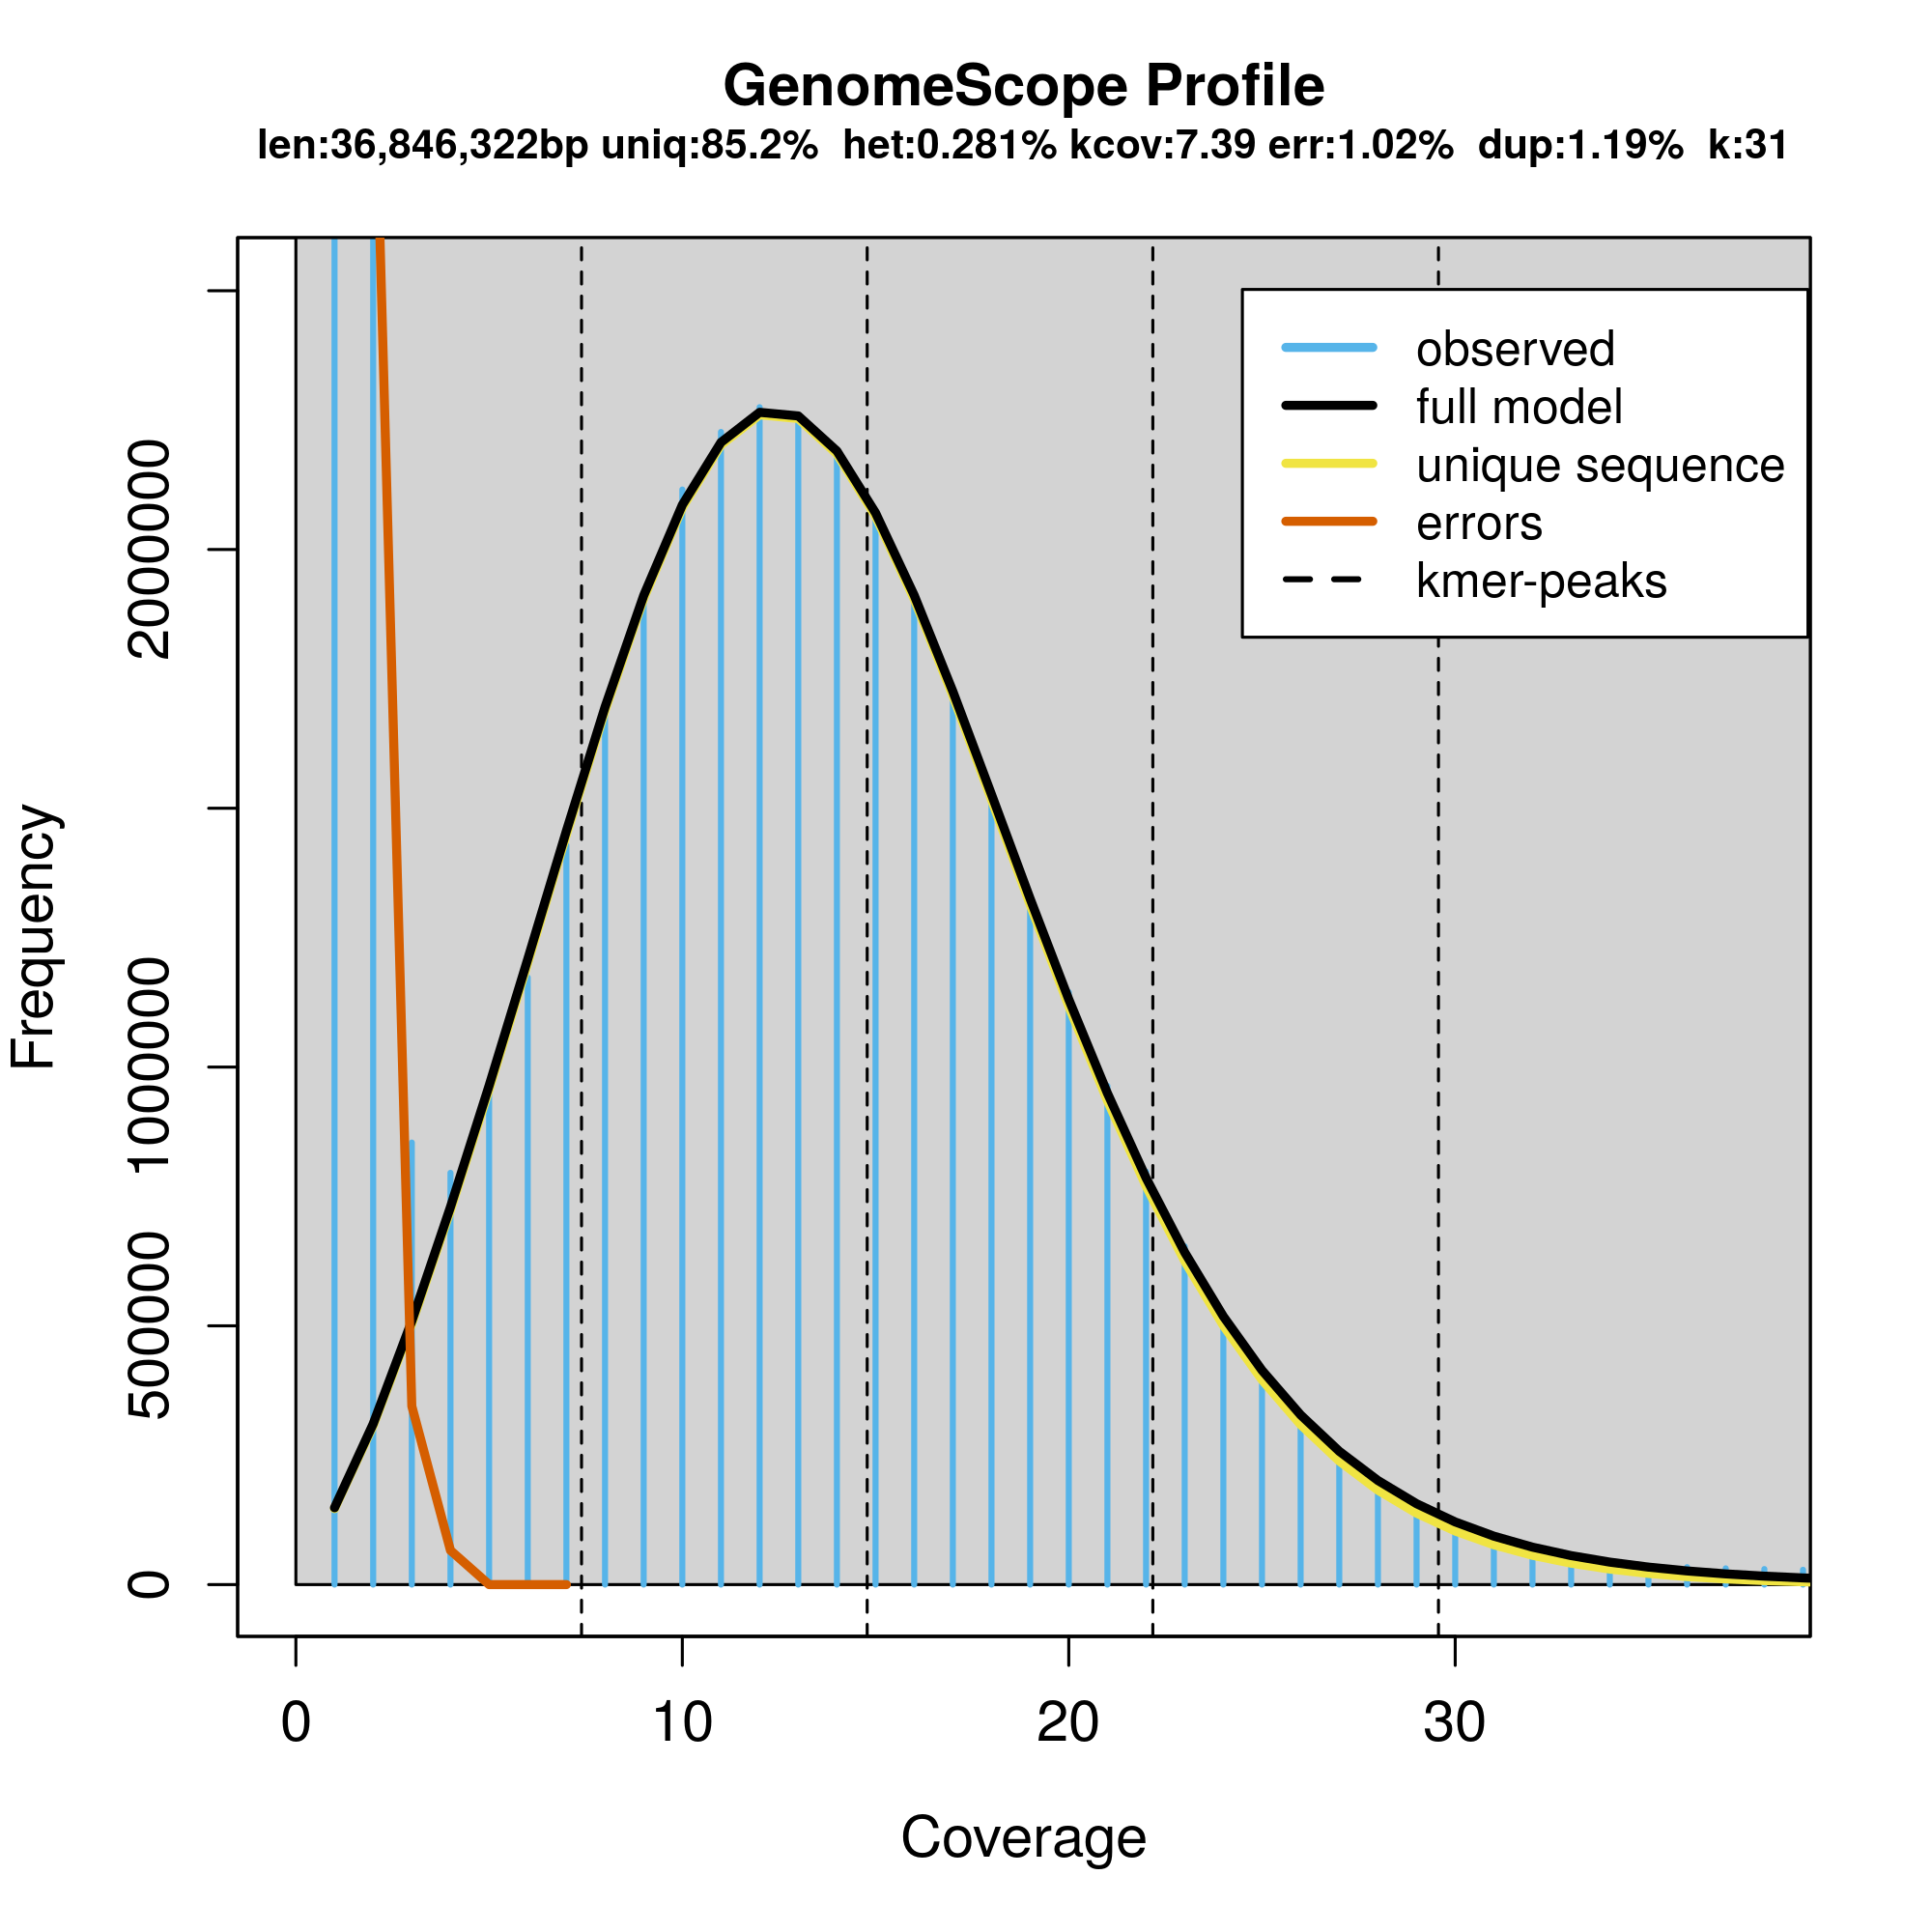 GenomeScope Profile
len:36,846,322bp uniq:85.2% het:0.281% kcov:7.39 err:1.02% dup:1.19% k:31
observed
full model
unique sequence
errors
kmer-peaks
Frequency
2000000
1000000
500000
0
0 10 20 30
Coverage